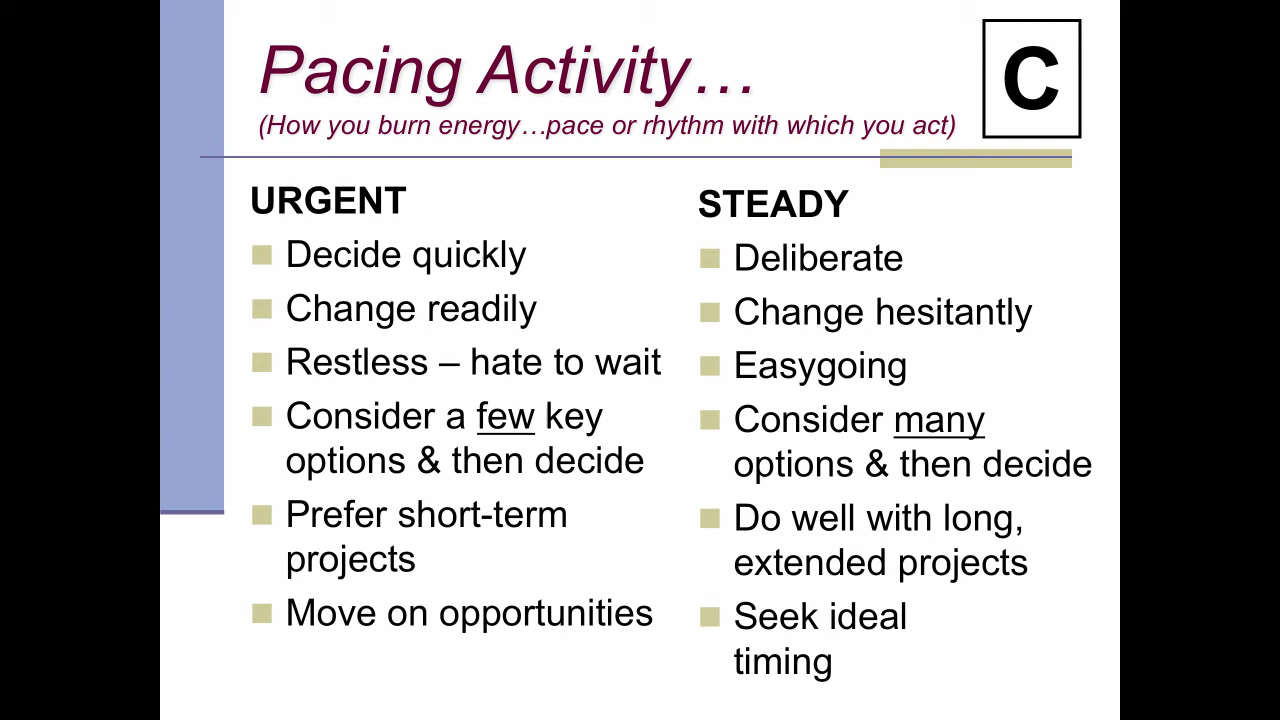 Pacing Activity…
(How you burn energy…pace or rhythm with which you act)
C
URGENT
Decide quickly
Change readily
Restless – hate to wait
Consider a few key
options & then decide
Prefer short-term
projects
Move on opportunities
STEADY
Deliberate
Change hesitantly
Easygoing
Consider many
options & then decide
Do well with long,
extended projects
Seek ideal
timing